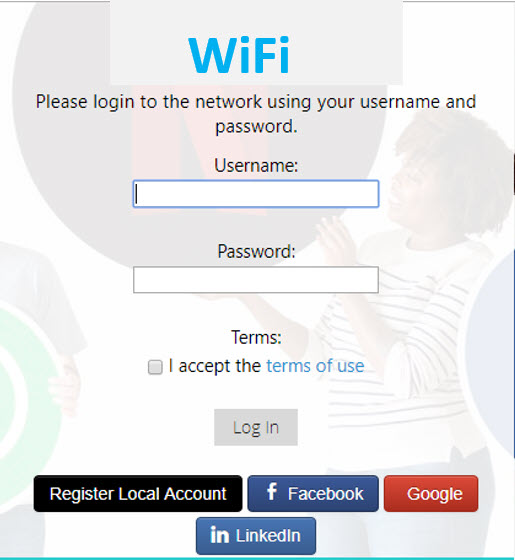 WiFi
Please login to the network using your username and
password.
Username:
Password:
Terms:
I accept the terms of use
Log In
Register Local Account
f Facebook
Google
in LinkedIn